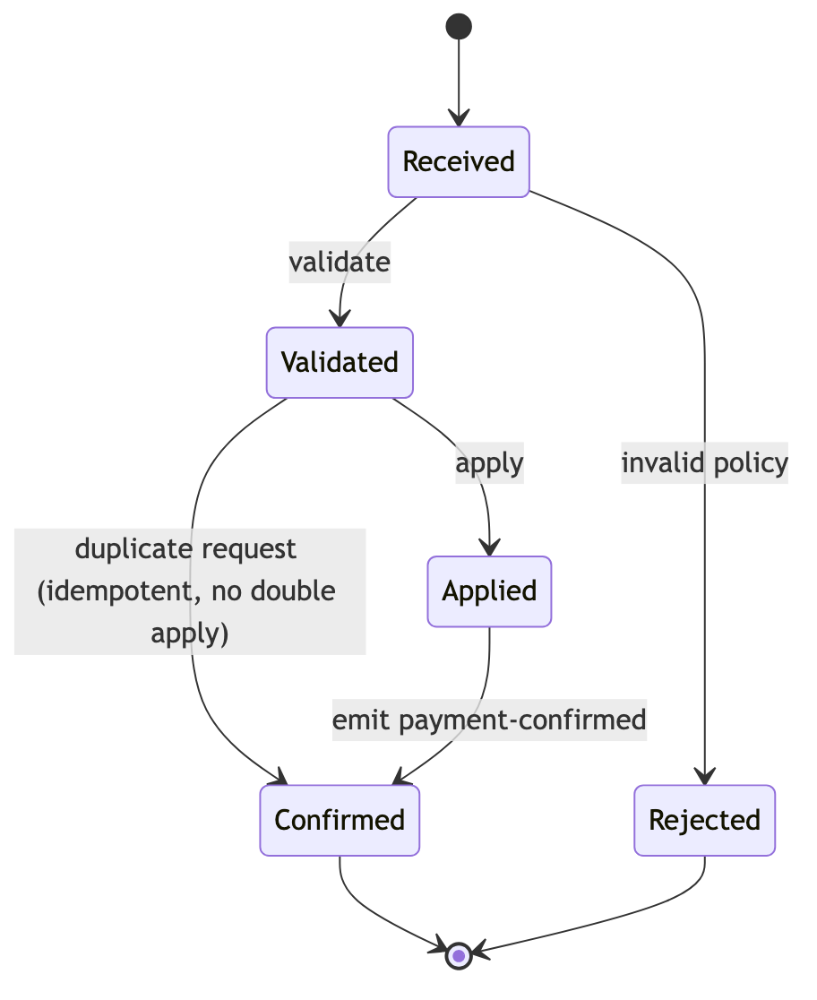 Received
validate
Validated
apply
invalid policy
duplicate request
(idempotent, no double
apply)
Applied
emit payment-confirmed
Confirmed
Rejected